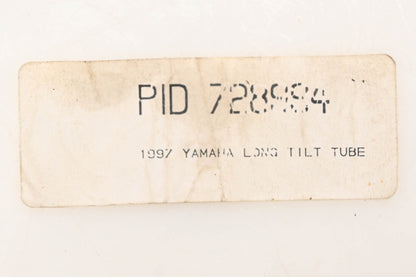 PID 728994
1997 YAMAHA LONG TILT TUBE